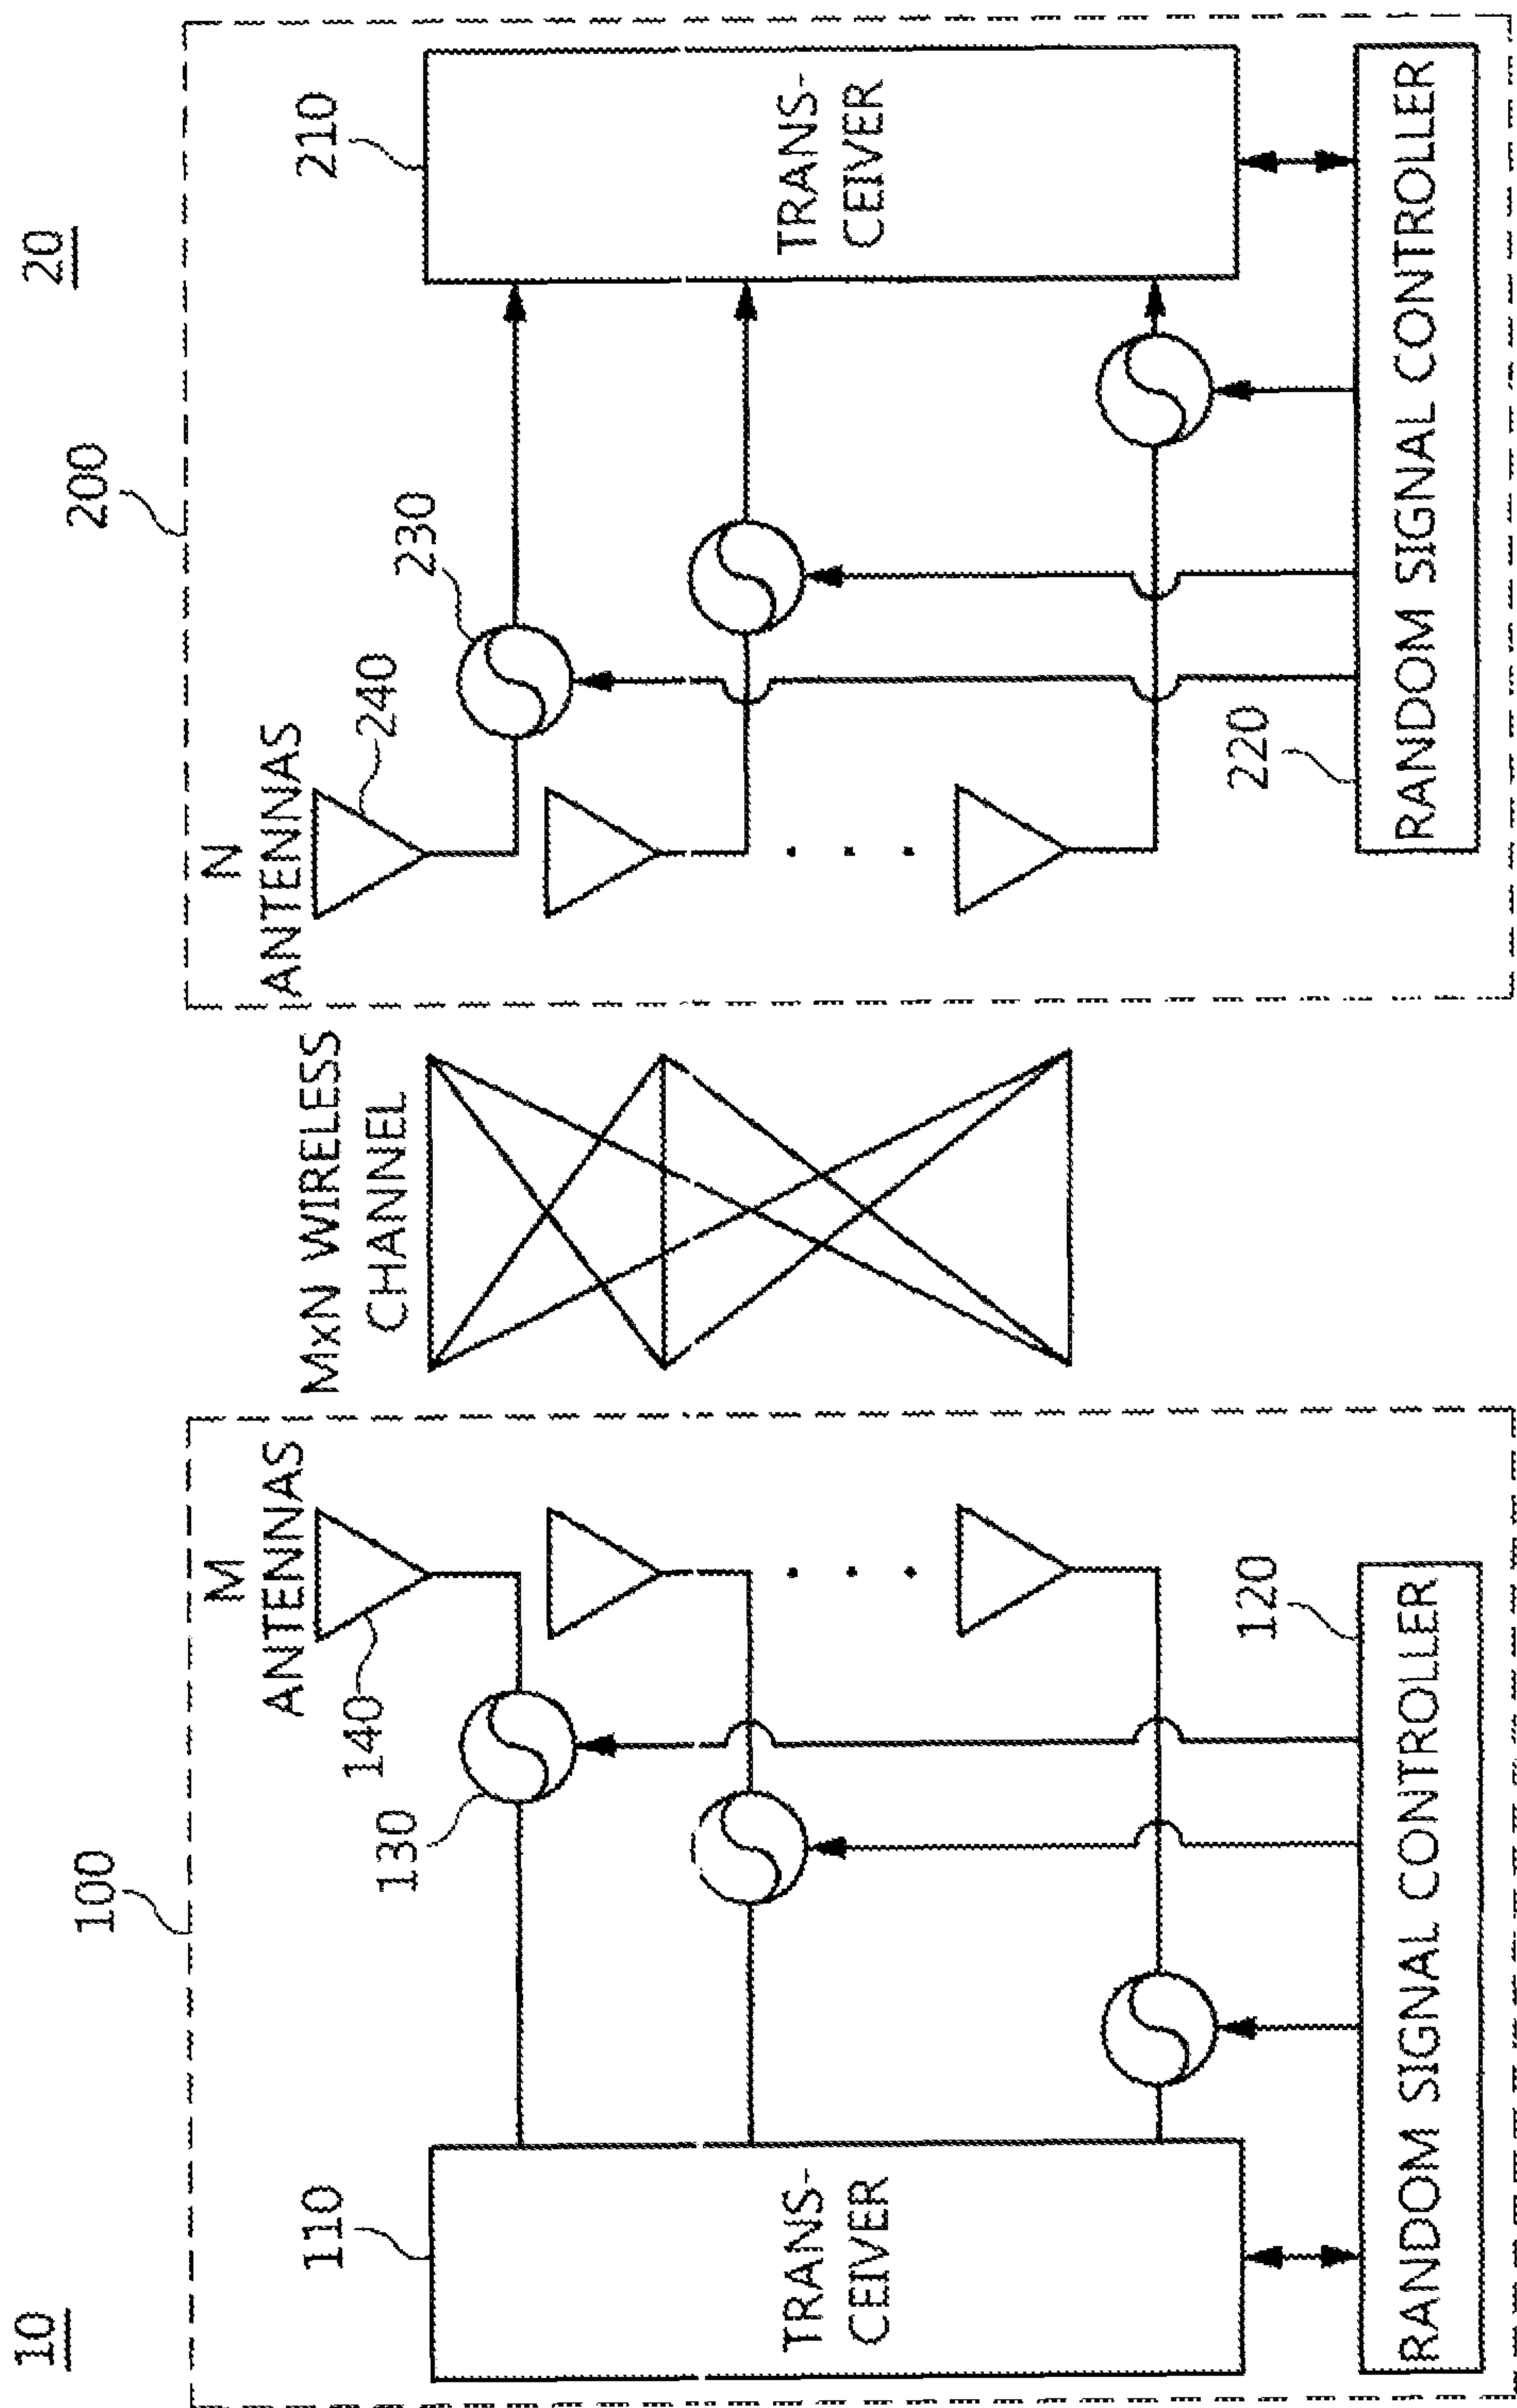 10
20
100
200
M
ANTENNAS
140
130
110
TRANS-
CEIVER
120
RANDOM SIGNAL CONTROLLER
MxN WIRELESS
CHANNEL
N
ANTENNAS
240
230
210
TRANS-
CEIVER
220
RANDOM SIGNAL CONTROLLER